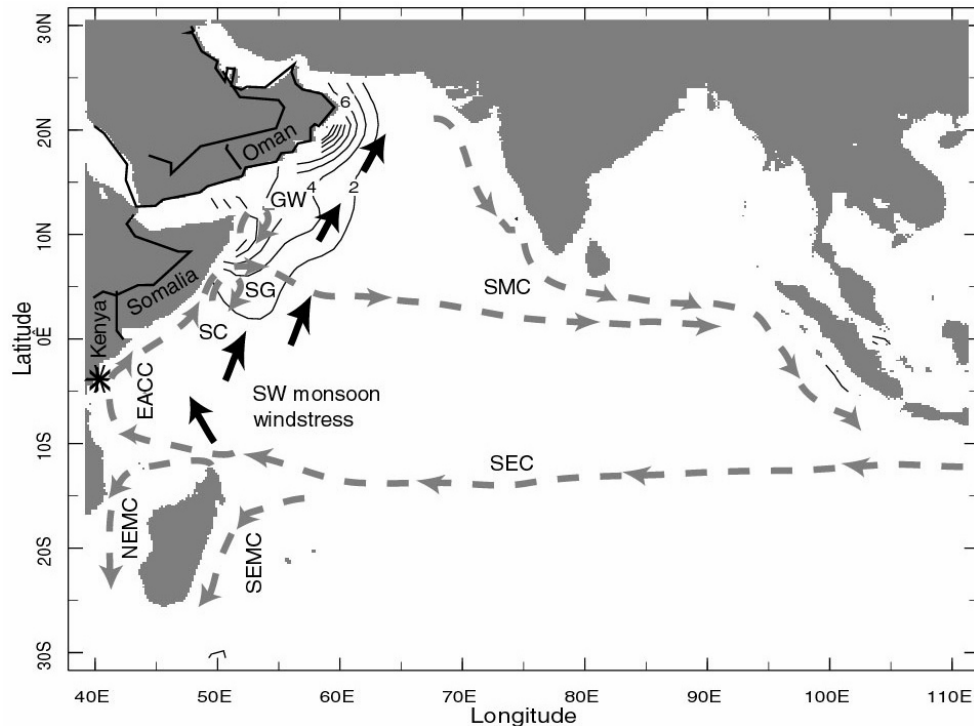 30N
20N
10N
0E
10S
20S
30S
Latitude
40E
50E
60E
70E
80E
90E
100E
110E
Longitude
Oman
6
4
2
GW
Somalia
SG
SMC
SC
Kenya
EACC
SW monsoon
windstress
SEC
NEMC
SEMC